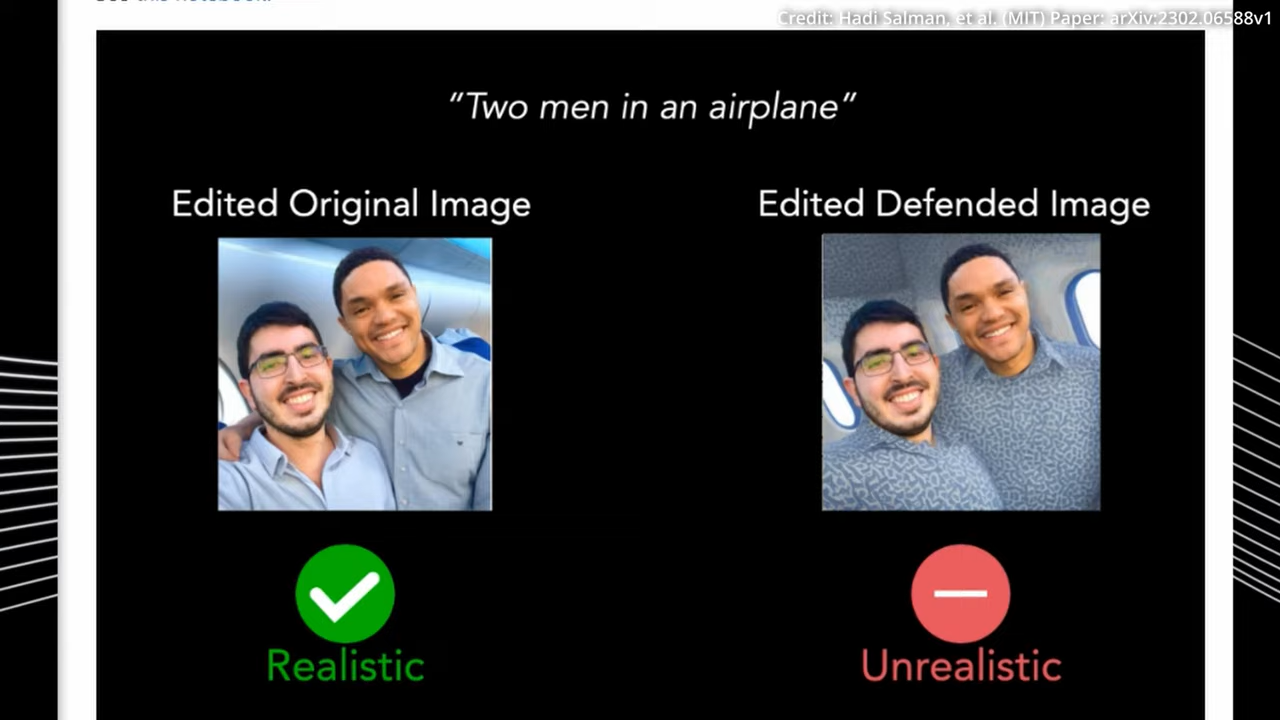 Credit: Hadi Salman, et al. (MIT) Paper: arXiv:2302.06588v1
“Two men in an airplane”
Edited Original Image
Edited Defended Image
Realistic
Unrealistic